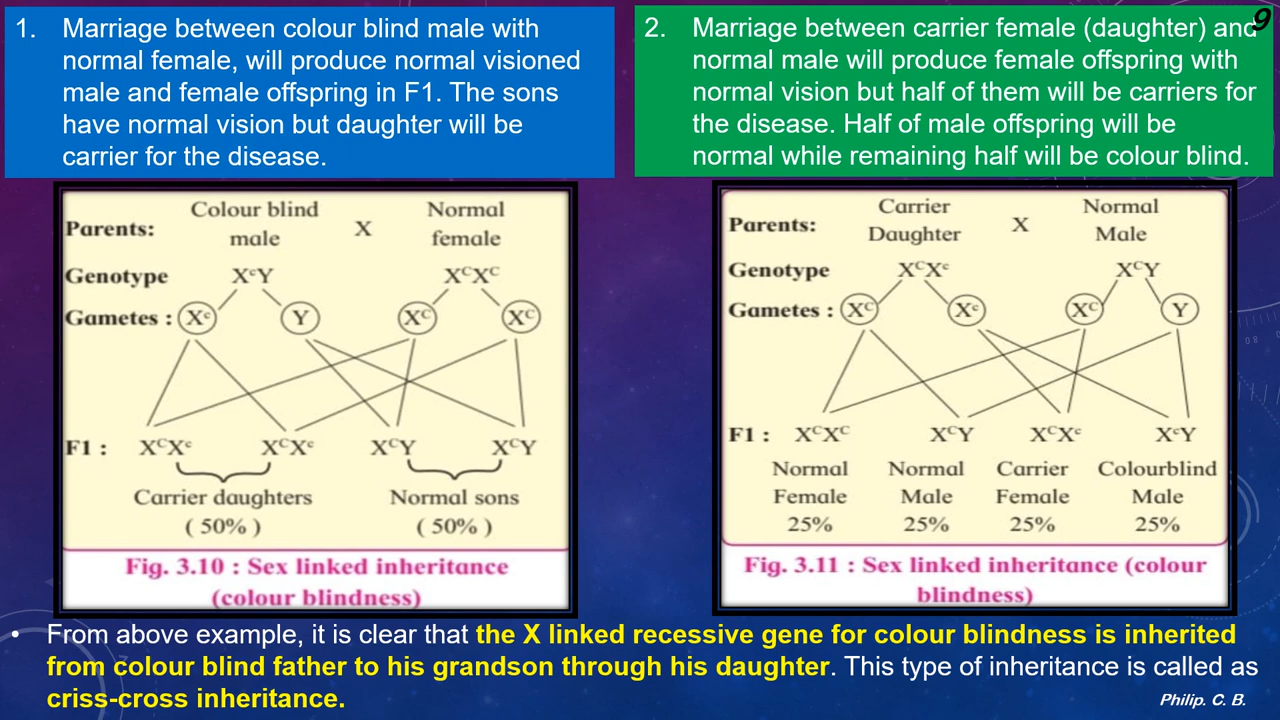 9
1. Marriage between colour blind male with
normal female, will produce normal visioned
male and female offspring in F1. The sons
have normal vision but daughter will be
carrier for the disease.
2. Marriage between carrier female (daughter) and
normal male will produce female offspring with
normal vision but half of them will be carriers for
the disease. Half of male offspring will be
normal while remaining half will be colour blind.
Parents: Colour blind male X Normal female
Genotype XᶜY XᶜXᶜ
Gametes : Xᶜ Y Xᶜ Xᶜ
F1 : XᶜXᶜ XᶜXᶜ XᶜY XᶜY
Carrier daughters Normal sons
( 50% ) ( 50% )
Fig. 3.10 : Sex linked inheritance
(colour blindness)
Parents: Carrier Daughter X Normal Male
Genotype XᶜXᶜ XᶜY
Gametes : Xᶜ Xᶜ Xᶜ Y
F1 : XᶜXᶜ XᶜY XᶜXᶜ XᶜY
Normal Normal Carrier Colourblind
Female Male Female Male
25% 25% 25% 25%
Fig. 3.11 : Sex linked inheritance (colour
blindness)
• From above example, it is clear that the X linked recessive gene for colour blindness is inherited
from colour blind father to his grandson through his daughter. This type of inheritance is called as
criss-cross inheritance.
Philip. C. B.